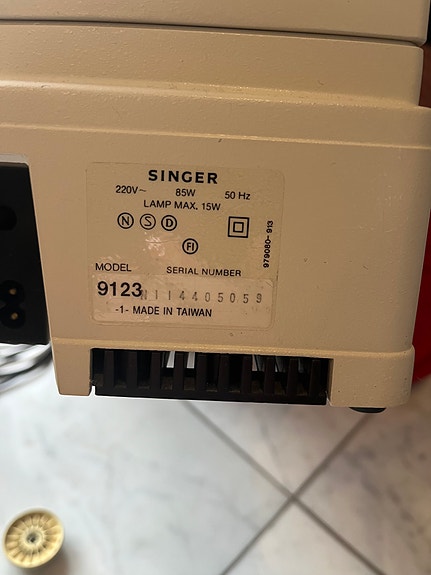 SINGER
220V~ 85W 50 Hz
LAMP MAX. 15W
N S D
FI
979080-913
MODEL SERIAL NUMBER
9123 N114405059
-1- MADE IN TAIWAN